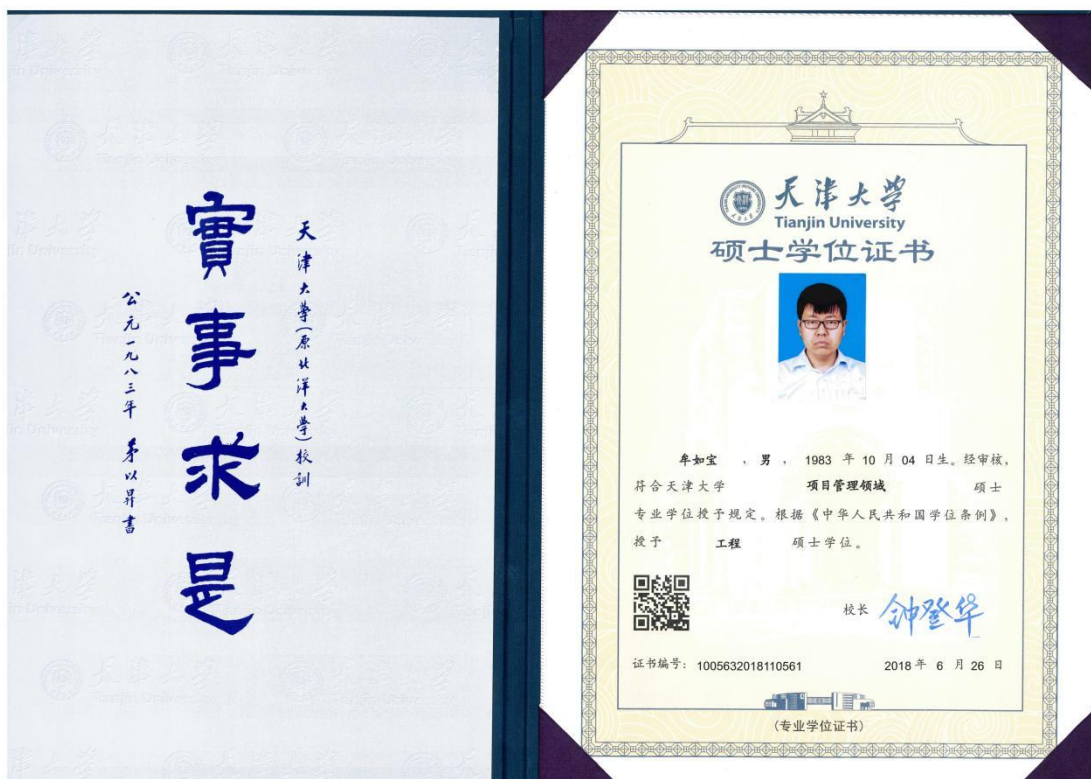 天津大學(原北洋大學)校訓
實事求是
公元一九八三年 茅以昇書
天津大学
Tianjin University
硕士学位证书
牟如宝 ，男 ，1983 年 10 月 04 日生。经审核，
符合天津大学 项目管理领域 硕士
专业学位授予规定。根据《中华人民共和国学位条例》，
授予 工程 硕士学位。
校长 钟登华
证书编号：1005632018110561 2018 年 6 月 26 日
(专业学位证书)